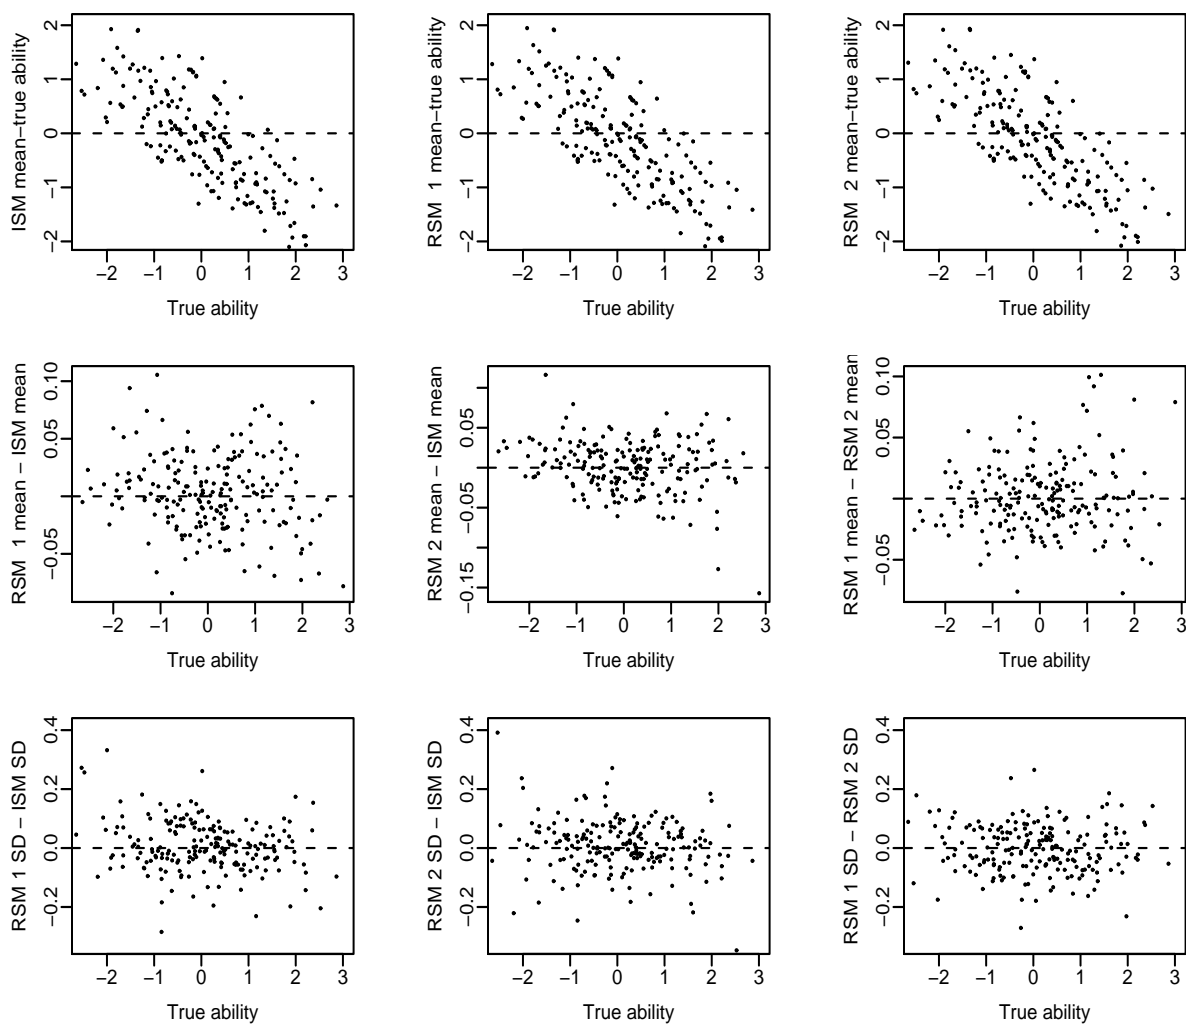 ISM mean−true ability
2
1
0
−1
−2
−2 −1 0 1 2 3
True ability
RSM 1 mean−true ability
2
1
0
−1
−2
−2 −1 0 1 2 3
True ability
RSM 2 mean−true ability
2
1
0
−1
−2
−2 −1 0 1 2 3
True ability
RSM 1 mean − ISM mean
0.10
0.05
−0.05
−2 −1 0 1 2 3
True ability
RSM 2 mean − ISM mean
0.05
−0.05
−0.15
−2 −1 0 1 2 3
True ability
RSM 1 mean − RSM 2 mean
0.10
0.05
−0.05
−2 −1 0 1 2 3
True ability
RSM 1 SD − ISM SD
0.4
0.2
0.0
−0.2
−2 −1 0 1 2 3
True ability
RSM 2 SD − ISM SD
0.4
0.2
0.0
−0.2
−2 −1 0 1 2 3
True ability
RSM 1 SD − RSM 2 SD
0.4
0.2
0.0
−0.2
−2 −1 0 1 2 3
True ability